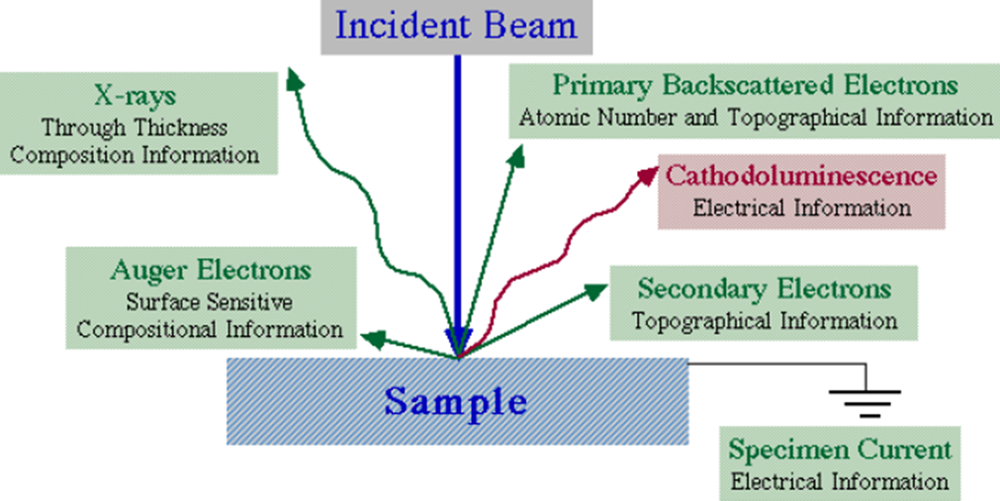 Incident Beam
X-rays
Through Thickness
Composition Information
Primary Backscattered Electrons
Atomic Number and Topographical Information
Cathodoluminescence
Electrical Information
Auger Electrons
Surface Sensitive
Compositional Information
Secondary Electrons
Topographical Information
Sample
Specimen Current
Electrical Information